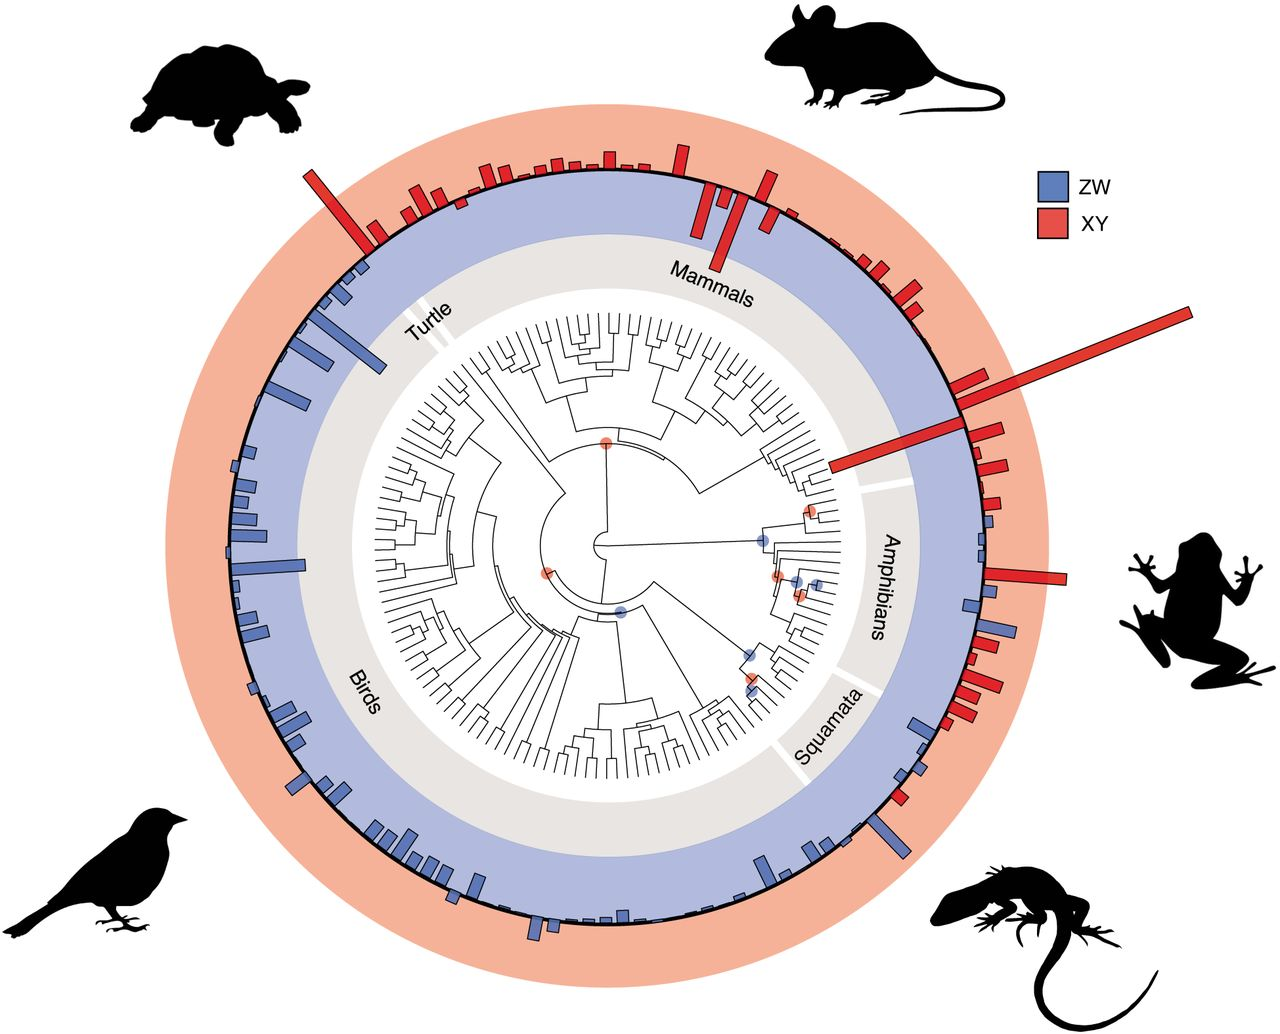 ZW
XY
Mammals
Turtle
Amphibians
Birds
Squamata